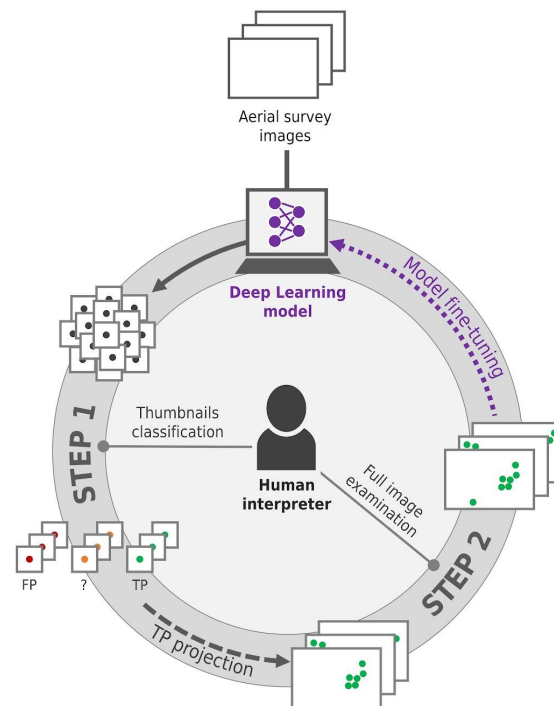 Aerial survey
images
Deep Learning
model
Model fine-tuning
STEP 1
Thumbnails
classification
Human
interpreter
Full image
examination
FP
?
TP
TP projection
STEP 2